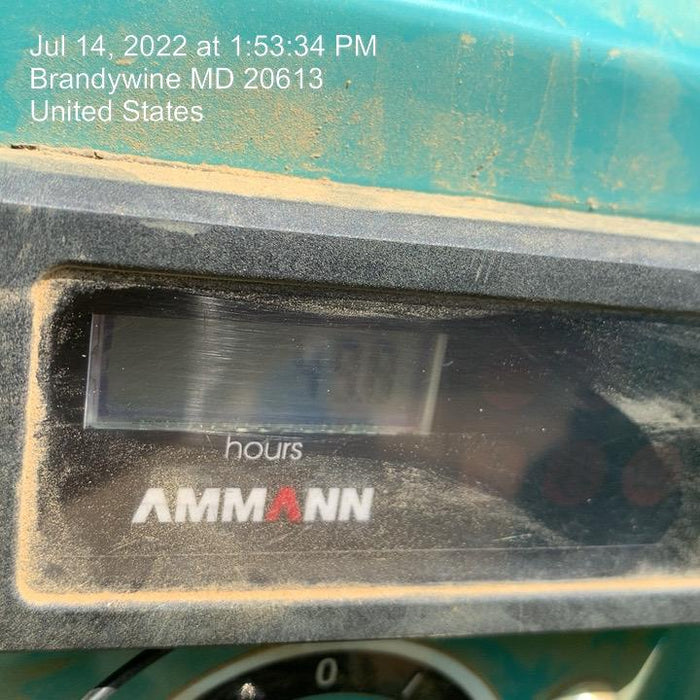 Jul 14, 2022 at 1:53:34 PM
Brandywine MD 20613
United States
hours
AMMANN
0